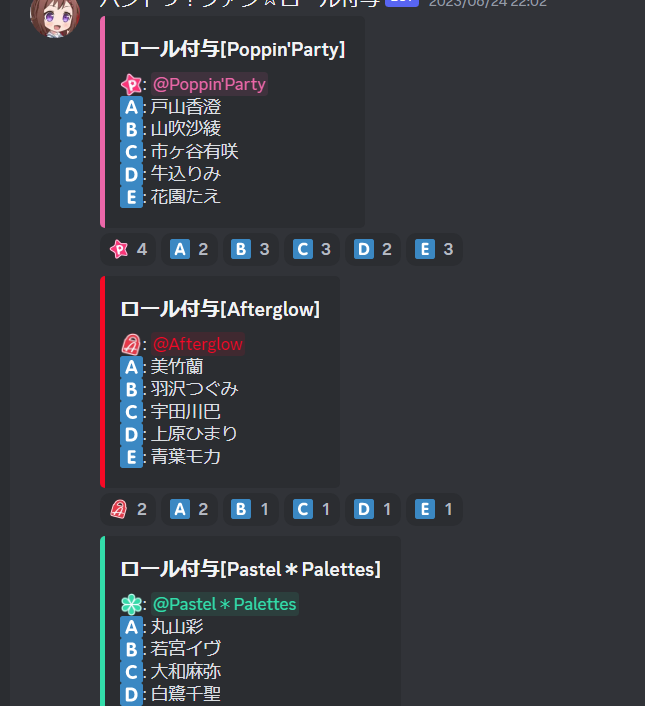 2023/06/24 22:02
ロール付与[Poppin'Party]
: @Poppin'Party
A: 戸山香澄
B: 山吹沙綾
C: 市ヶ谷有咲
D: 牛込りみ
E: 花園たえ
P 4 A 2 B 3 C 3 D 2 E 3
ロール付与[Afterglow]
: @Afterglow
A: 美竹蘭
B: 羽沢つぐみ
C: 宇田川巴
D: 上原ひまり
E: 青葉モカ
2 A 2 B 1 C 1 D 1 E 1
ロール付与[Pastel＊Palettes]
: @Pastel＊Palettes
A: 丸山彩
B: 若宮イヴ
C: 大和麻弥
D: 白鷺千聖